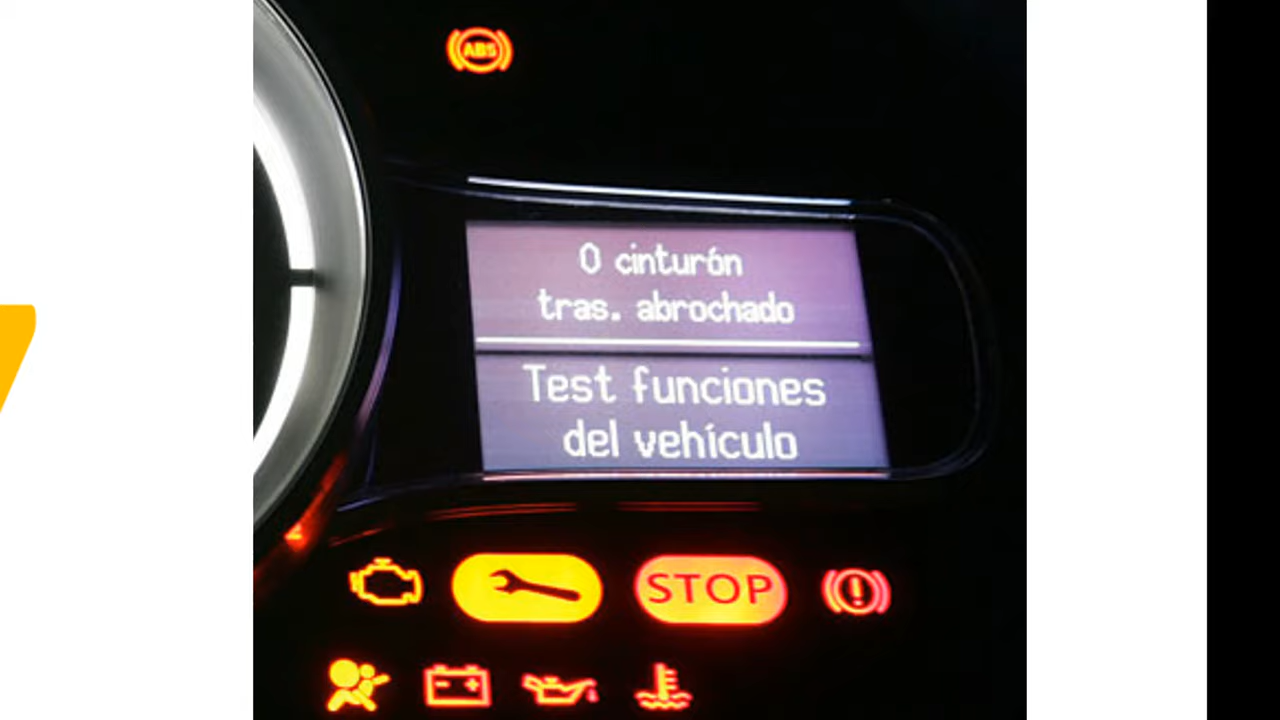 ABS
0 cinturón
tras. abrochado
Test funciones
del vehículo
STOP